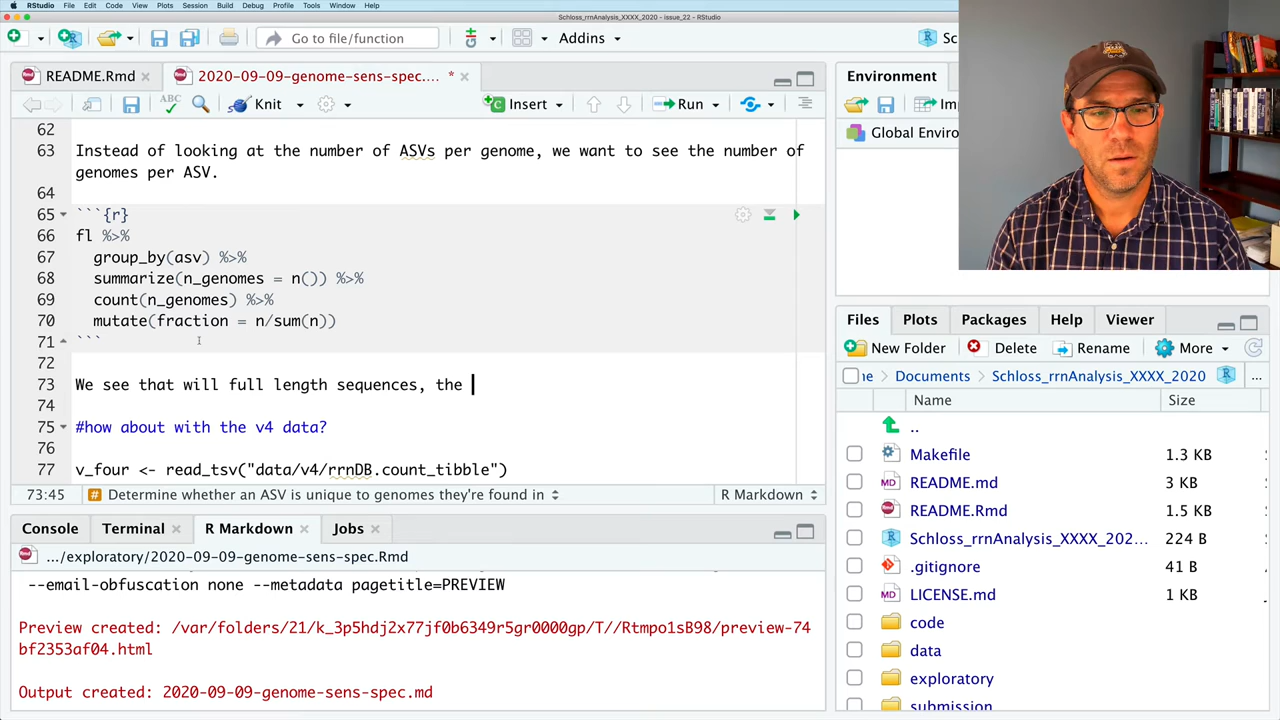 RStudio File Edit Code View Plots Session Build Debug Profile Tools Window Help
Schloss_rrnAnalysis_XXXX_2020 - issue_22 - RStudio
Go to file/function
Addins
Sc
README.Rmd
2020-09-09-genome-sens-spec.... *
ABC
Knit
Insert
Run
62
63 Instead of looking at the number of ASVs per genome, we want to see the number of
genomes per ASV.
64
65 ```{r}
66 fl %>%
67 group_by(asv) %>%
68 summarize(n_genomes = n()) %>%
69 count(n_genomes) %>%
70 mutate(fraction = n/sum(n))
71 ```
72
73 We see that will full length sequences, the
74
75 #how about with the v4 data?
76
77 v_four <- read_tsv("data/v4/rrnDB.count_tibble")
73:45 # Determine whether an ASV is unique to genomes they're found in R Markdown
Console Terminal R Markdown Jobs
.../exploratory/2020-09-09-genome-sens-spec.Rmd
--email-obfuscation none --metadata pagetitle=PREVIEW
Preview created: /var/folders/21/k_3p5hdj2x77jf0b6349r5gr0000gp/T//Rtmpo1sB98/preview-74
bf2353af04.html
Output created: 2020-09-09-genome-sens-spec.md
Environment
Imp
Global Enviro
Files Plots Packages Help Viewer
New Folder Delete Rename More
me Documents Schloss_rrnAnalysis_XXXX_2020 ...
Name Size
..
Makefile 1.3 KB
README.md 3 KB
README.Rmd 1.5 KB
Schloss_rrnAnalysis_XXXX_202... 224 B
.gitignore 41 B
LICENSE.md 1 KB
code
data
exploratory
submission